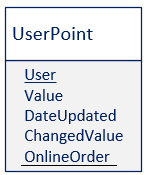 UserPoint
User
Value
DateUpdated
ChangedValue
OnlineOrder